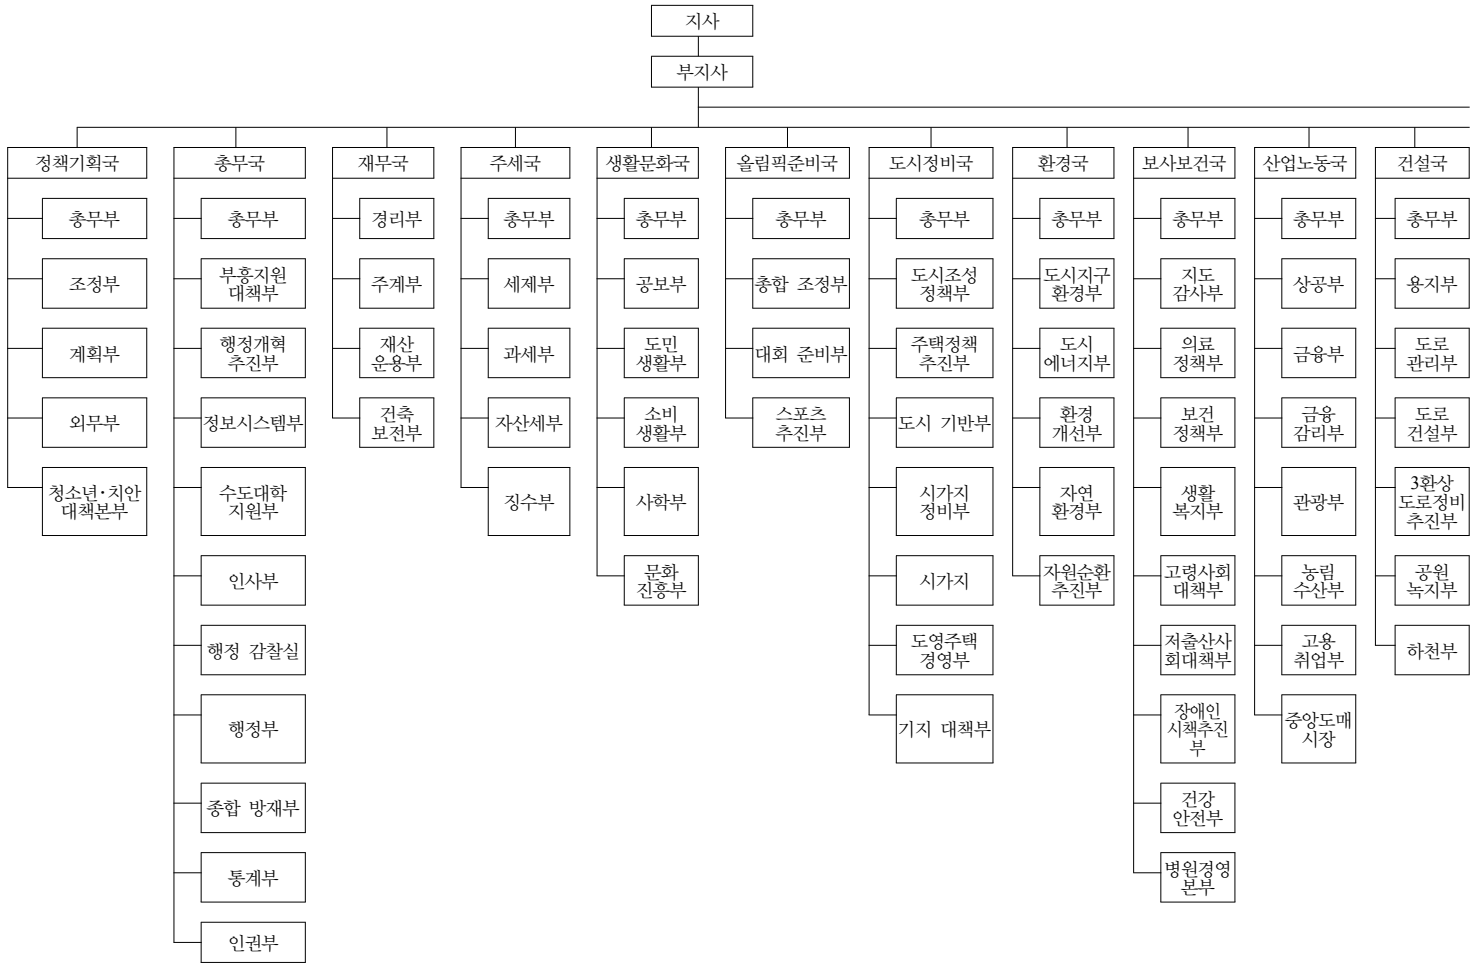 지사
부지사
정책기획국
총무부
조정부
계획부
외무부
청소년·치안
대책본부
총무국
총무부
부흥지원
대책부
행정개혁
추진부
정보시스템부
수도대학
지원부
인사부
행정 감찰실
행정부
종합 방재부
통계부
인권부
재무국
경리부
주계부
재산
운용부
건축
보전부
주세국
총무부
세제부
과세부
자산세부
징수부
생활문화국
총무부
공보부
도민
생활부
소비
생활부
사학부
문화
진흥부
올림픽준비국
총무부
총합 조정부
대회 준비부
스포츠
추진부
도시정비국
총무부
도시조성
정책부
주택정책
추진부
도시 기반부
시가지
정비부
시가지
도영주택
경영부
기지 대책부
환경국
총무부
도시지구
환경부
도시
에너지부
환경
개선부
자연
환경부
자원순환
추진부
보사보건국
총무부
지도
감사부
의료
정책부
보건
정책부
생활
복지부
고령사회
대책부
저출산사
회대책부
장애인
시책추진
부
건강
안전부
병원경영
본부
산업노동국
총무부
상공부
금융부
금융
감리부
관광부
농림
수산부
고용
취업부
중앙도매
시장
건설국
총무부
용지부
도로
관리부
도로
건설부
3환상
도로정비
추진부
공원
녹지부
하천부